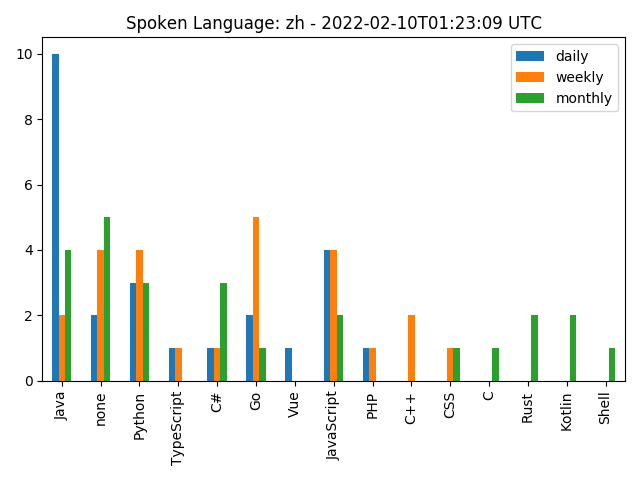 Spoken Language: zh - 2022-02-10T01:23:09 UTC
daily
weekly
monthly
10
8
6
4
2
0
Java
none
Python
TypeScript
C#
Go
Vue
JavaScript
PHP
C++
CSS
C
Rust
Kotlin
Shell